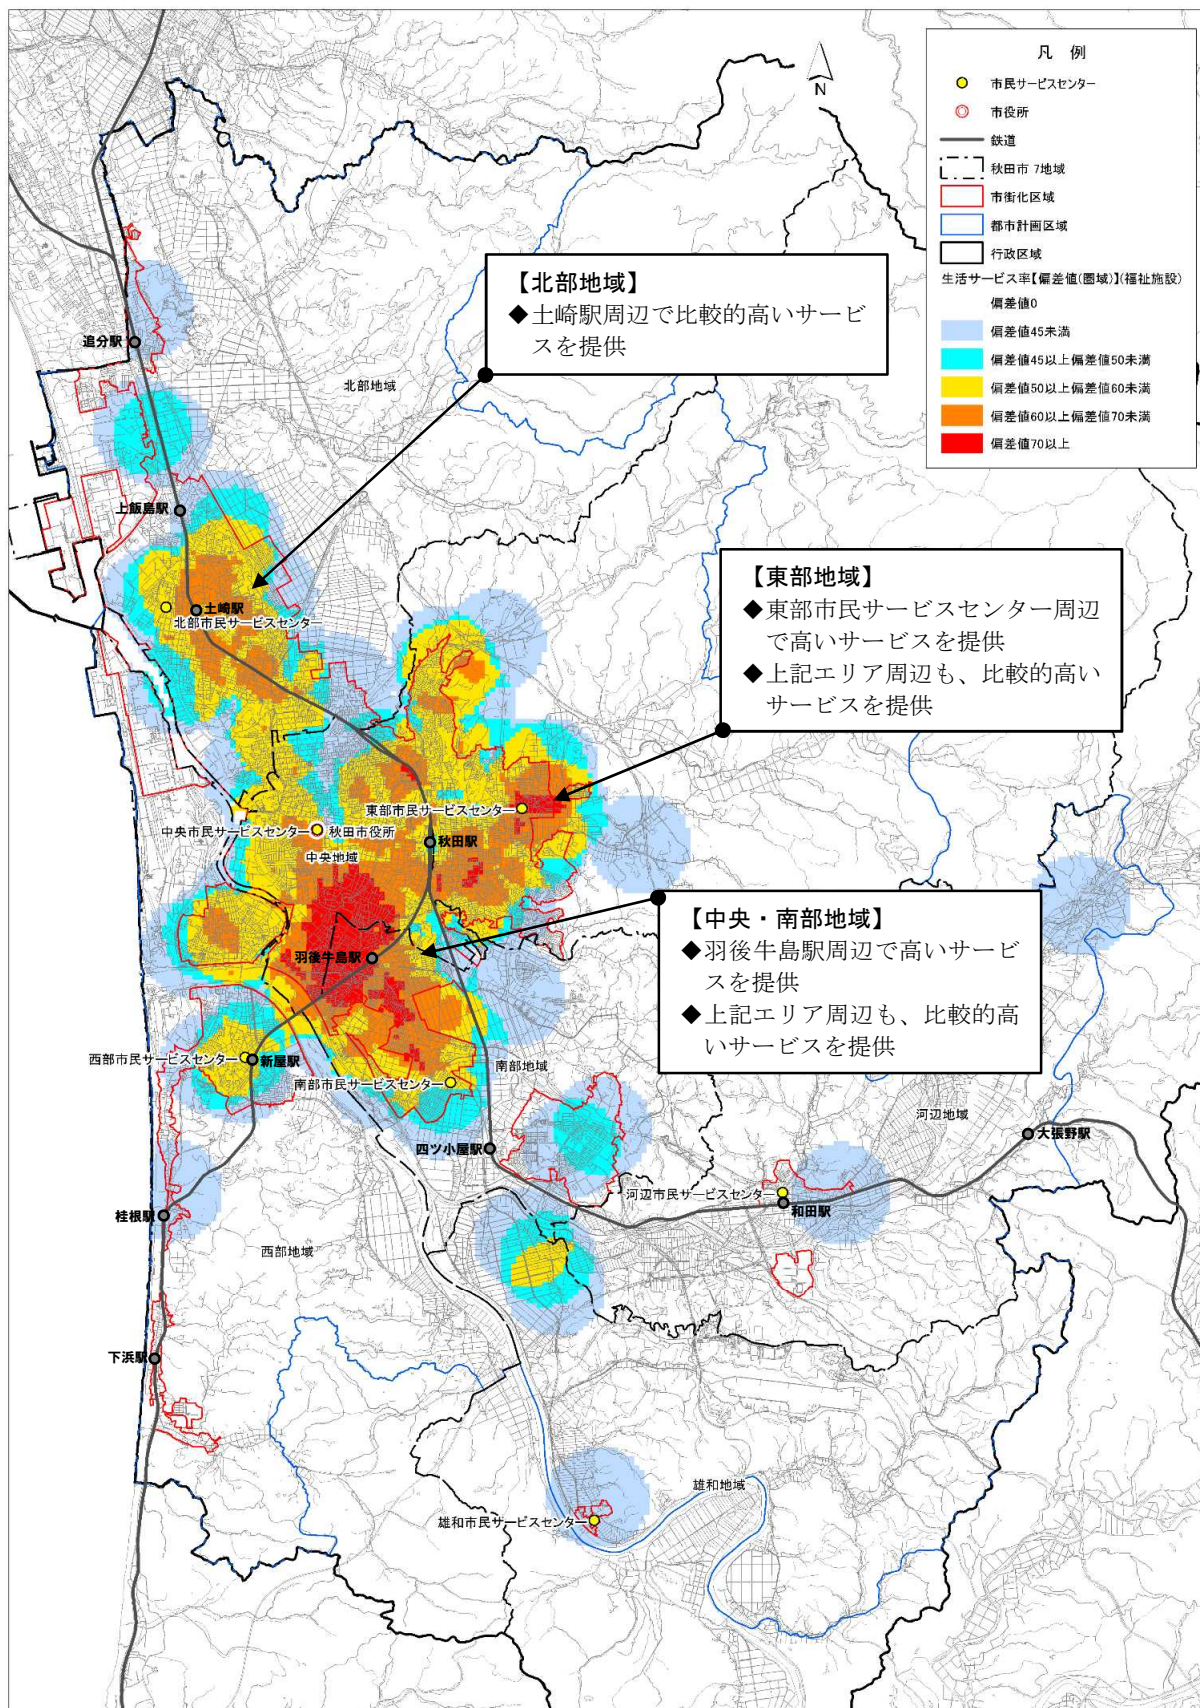 凡 例
市民サービスセンター
市役所
鉄道
秋田市 7地域
市街化区域
都市計画区域
行政区域
生活サービス率【偏差値(圏域)】(福祉施設)
偏差値0
偏差値45未満
偏差値45以上偏差値50未満
偏差値50以上偏差値60未満
偏差値60以上偏差値70未満
偏差値70以上
N
【北部地域】
◆土崎駅周辺で比較的高いサービ
スを提供
追分駅
北部地域
上飯島駅
土崎駅
北部市民サービスセンター
【東部地域】
◆東部市民サービスセンター周辺
で高いサービスを提供
◆上記エリア周辺も、比較的高い
サービスを提供
東部市民サービスセンター
中央市民サービスセンター
秋田市役所
秋田駅
中央地域
【中央・南部地域】
◆羽後牛島駅周辺で高いサービ
スを提供
◆上記エリア周辺も、比較的高
いサービスを提供
羽後牛島駅
西部市民サービスセンター
新屋駅
南部地域
南部市民サービスセンター
河辺地域
大張野駅
四ツ小屋駅
河辺市民サービスセンター
和田駅
桂根駅
西部地域
下浜駅
雄和地域
雄和市民サービスセンター